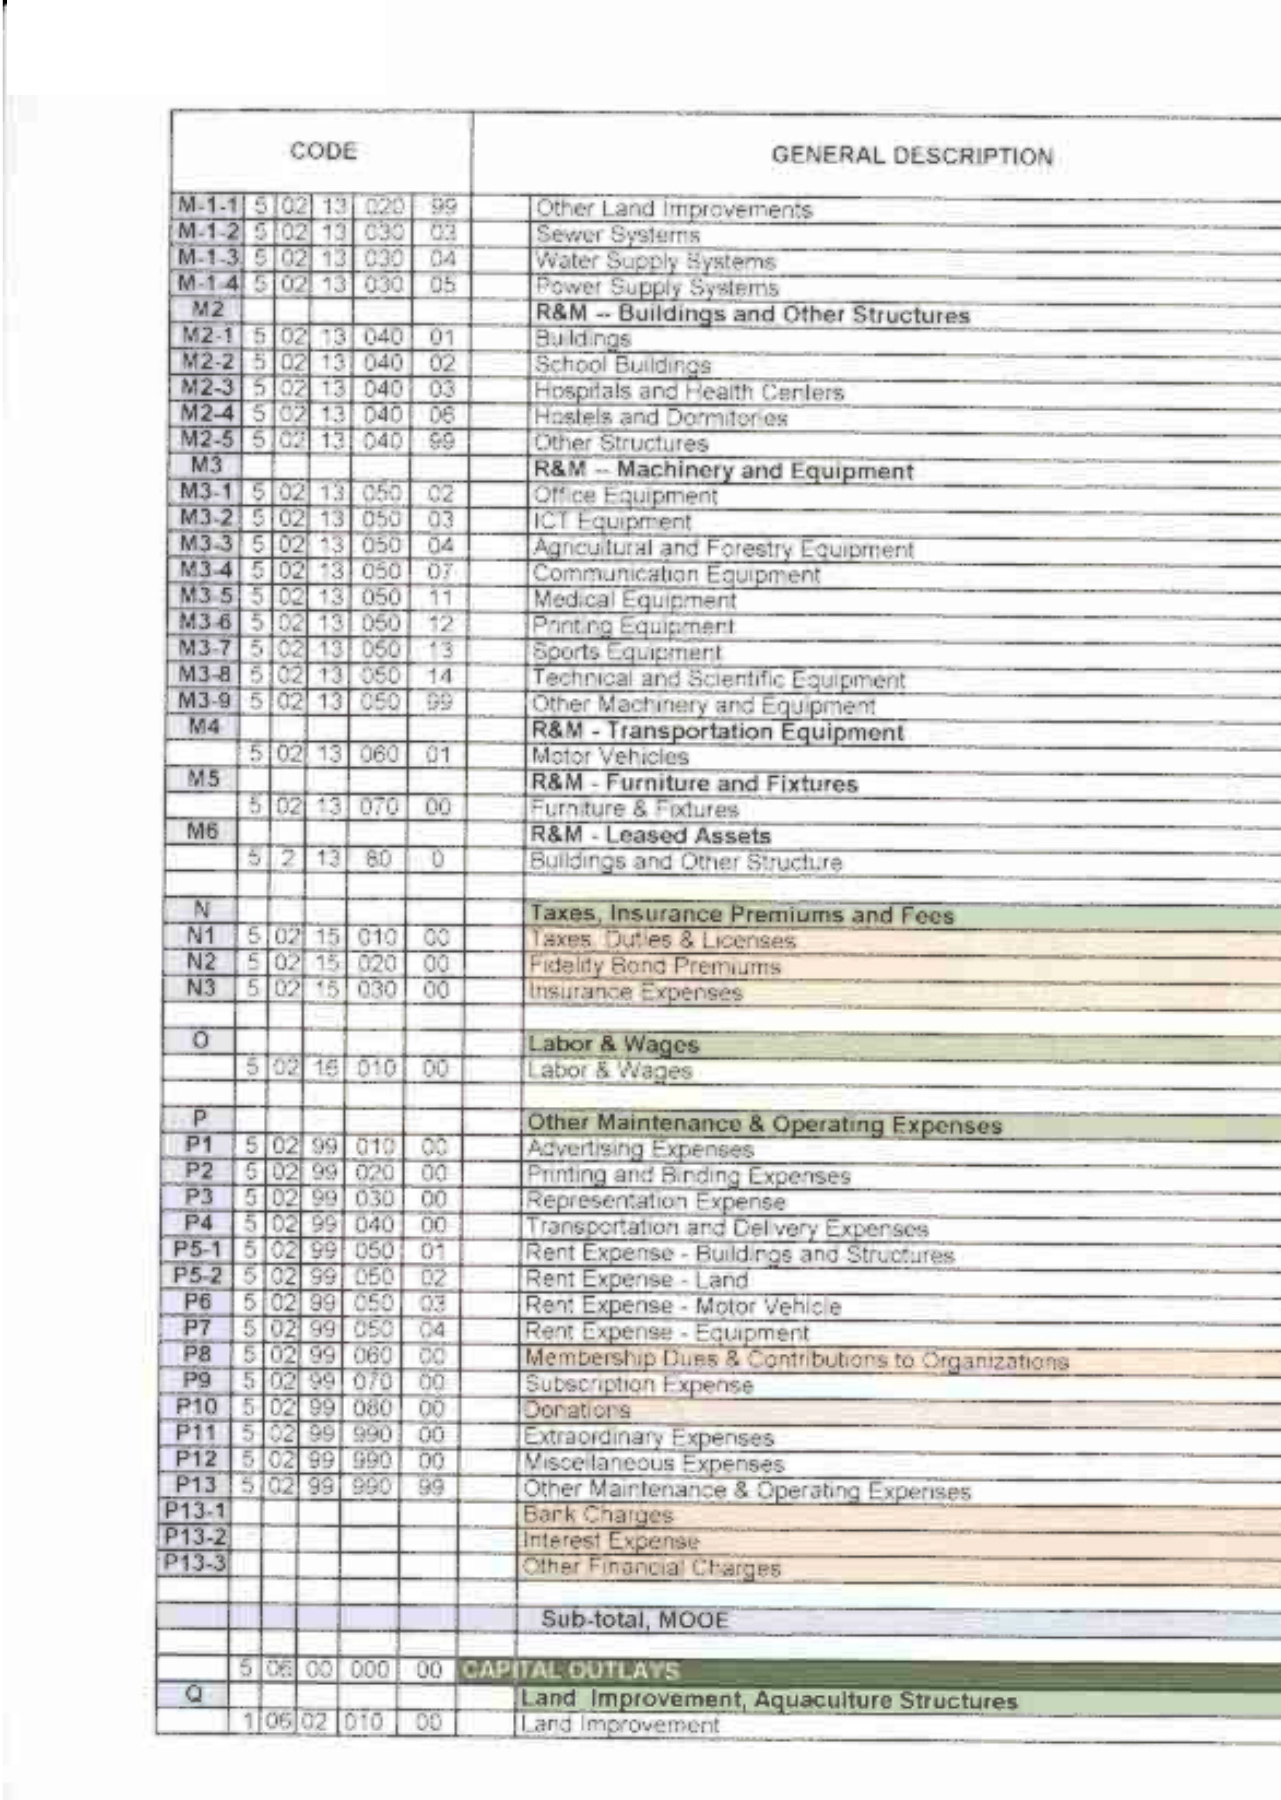 CODE GENERAL DESCRIPTION
M-1-1 5 02 13 020 99 Other Land Improvements
M-1-2 5 02 13 030 03 Sewer Systems
M-1-3 5 02 13 030 04 Water Supply Systems
M-1-4 5 02 13 030 05 Power Supply Systems
M2 R&M -- Buildings and Other Structures
M2-1 5 02 13 040 01 Buildings
M2-2 5 02 13 040 02 School Buildings
M2-3 5 02 13 040 03 Hospitals and Health Centers
M2-4 5 02 13 040 06 Hostels and Dormitories
M2-5 5 02 13 040 99 Other Structures
M3 R&M -- Machinery and Equipment
M3-1 5 02 13 050 02 Office Equipment
M3-2 5 02 13 050 03 ICT Equipment
M3-3 5 02 13 050 04 Agricultural and Forestry Equipment
M3-4 5 02 13 050 07 Communication Equipment
M3-5 5 02 13 050 11 Medical Equipment
M3-6 5 02 13 050 12 Printing Equipment
M3-7 5 02 13 050 13 Sports Equipment
M3-8 5 02 13 050 14 Technical and Scientific Equipment
M3-9 5 02 13 050 99 Other Machinery and Equipment
M4 R&M - Transportation Equipment
5 02 13 060 01 Motor Vehicles
M5 R&M - Furniture and Fixtures
5 02 13 070 00 Furniture & Fixtures
M6 R&M - Leased Assets
5 2 13 80 0 Buildings and Other Structure
N Taxes, Insurance Premiums and Fees
N1 5 02 15 010 00 Taxes, Duties & Licenses
N2 5 02 15 020 00 Fidelity Bond Premiums
N3 5 02 15 030 00 Insurance Expenses
O Labor & Wages
5 02 16 010 00 Labor & Wages
P Other Maintenance & Operating Expenses
P1 5 02 99 010 00 Advertising Expenses
P2 5 02 99 020 00 Printing and Binding Expenses
P3 5 02 99 030 00 Representation Expense
P4 5 02 99 040 00 Transportation and Delivery Expenses
P5-1 5 02 99 050 01 Rent Expense - Buildings and Structures
P5-2 5 02 99 050 02 Rent Expense - Land
P6 5 02 99 050 03 Rent Expense - Motor Vehicle
P7 5 02 99 050 04 Rent Expense - Equipment
P8 5 02 99 060 00 Membership Dues & Contributions to Organizations
P9 5 02 99 070 00 Subscription Expense
P10 5 02 99 080 00 Donations
P11 5 02 99 990 00 Extraordinary Expenses
P12 5 02 99 990 00 Miscellaneous Expenses
P13 5 02 99 990 99 Other Maintenance & Operating Expenses
P13-1 Bank Charges
P13-2 Interest Expense
P13-3 Other Financial Charges
Sub-total, MOOE
5 06 00 000 00 CAPITAL OUTLAYS
Q Land Improvement, Aquaculture Structures
1 06 02 010 00 Land Improvement